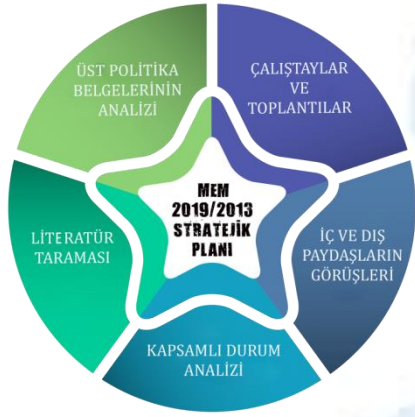 ÜST POLİTİKA
BELGELERİNİN
ANALİZİ
ÇALIŞTAYLAR
VE
TOPLANTILAR
MEM
2019/2013
STRATEJİK
PLANI
LİTERATÜR
TARAMASI
İÇ VE DIŞ
PAYDAŞLARIN
GÖRÜŞLERİ
KAPSAMLI DURUM
ANALİZİ